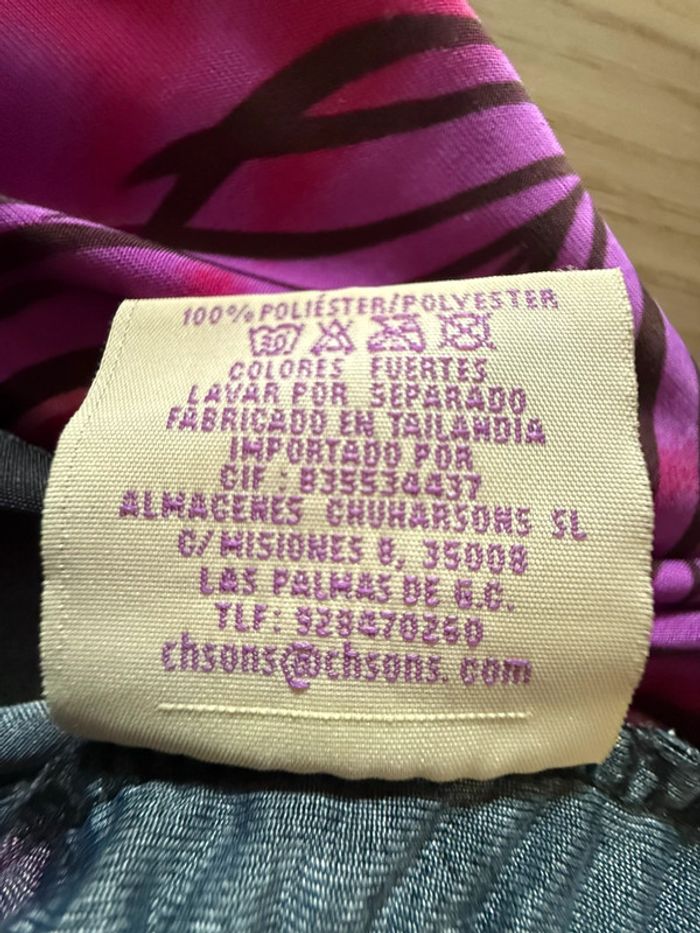 100% POLIÉSTER/POLYESTER
30
COLORES FUERTES
LAVAR POR SEPARADO
FABRICADO EN TAILANDIA
IMPORTADO POR
CIF: B35534437
ALMACENES CHUHARSONS SL
C/MISIONES 8, 35008
LAS PALMAS DE G.C.
TLF: 928470260
chsons@chsons.com